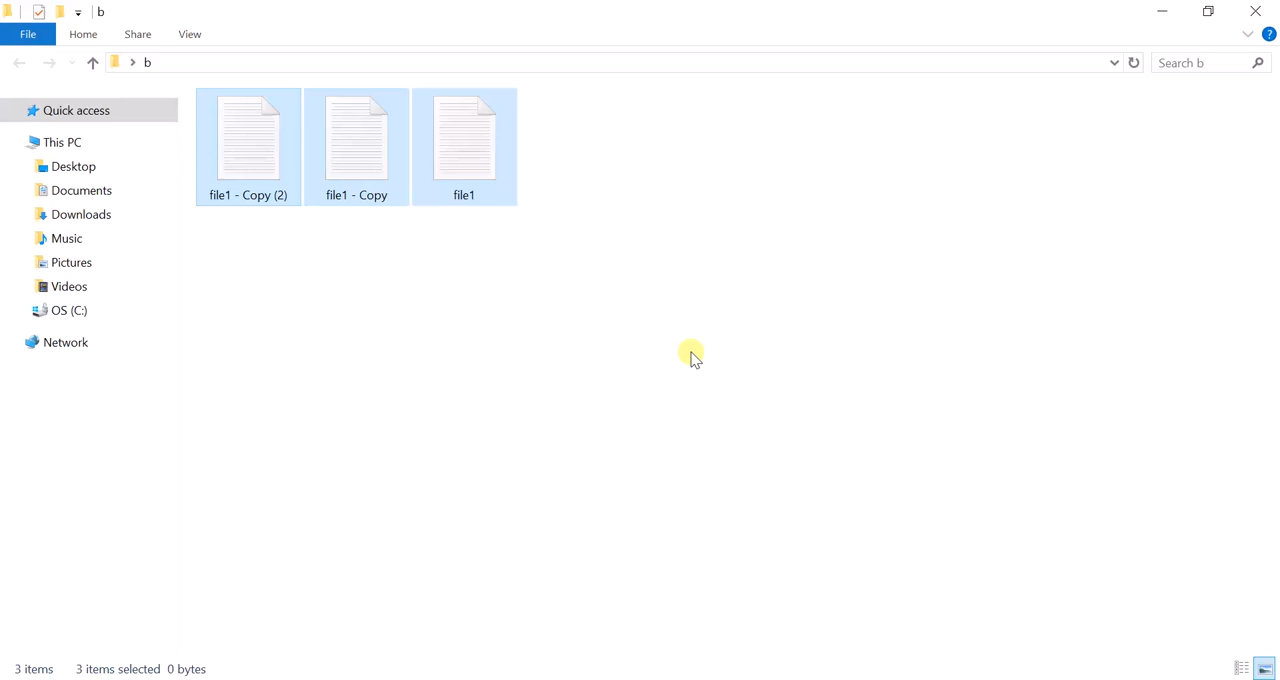 b
File Home Share View
?
b
Search b
Quick access
This PC
Desktop
Documents
Downloads
Music
Pictures
Videos
OS (C:)
Network
file1 - Copy (2) file1 - Copy file1
3 items 3 items selected 0 bytes